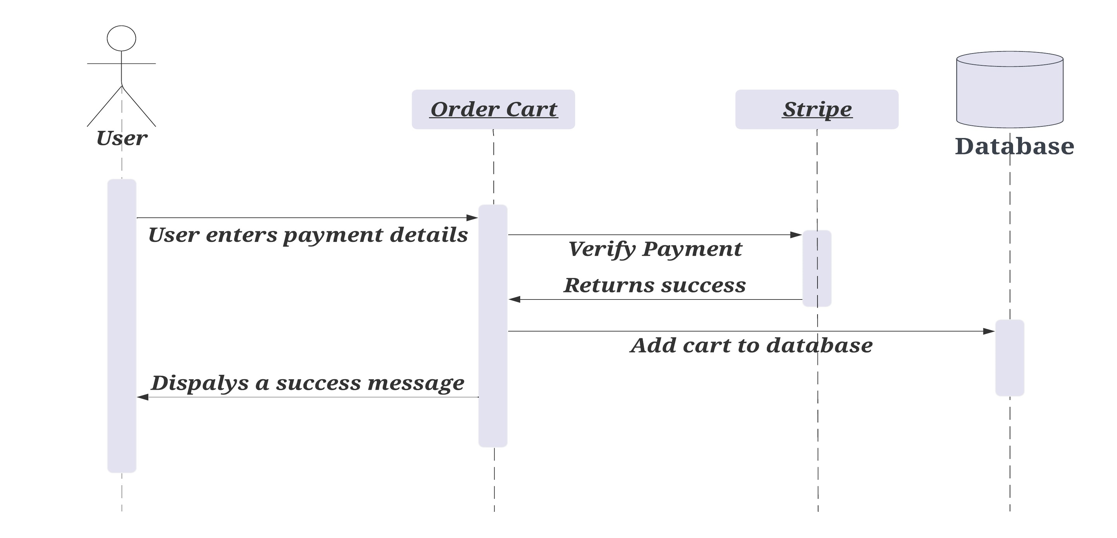 User
Order Cart
Stripe
Database
User enters payment details
Verify Payment
Returns success
Add cart to database
Dispalys a success message